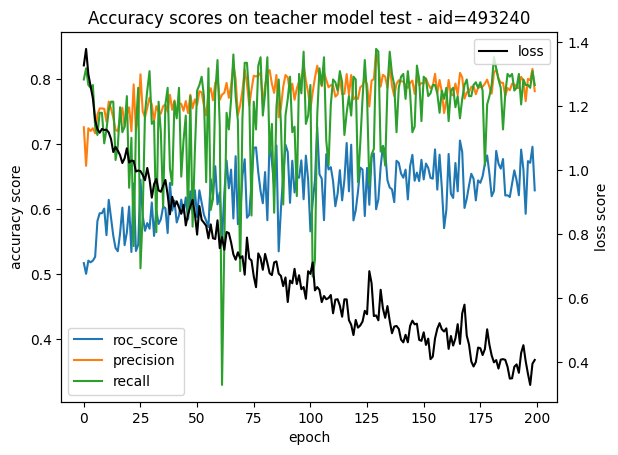 Accuracy scores on teacher model test - aid=493240
accuracy score
0.8
0.7
0.6
0.5
0.4
1.4
1.2
1.0
0.8
0.6
0.4
loss score
loss
roc_score
precision
recall
0 25 50 75 100 125 150 175 200
epoch